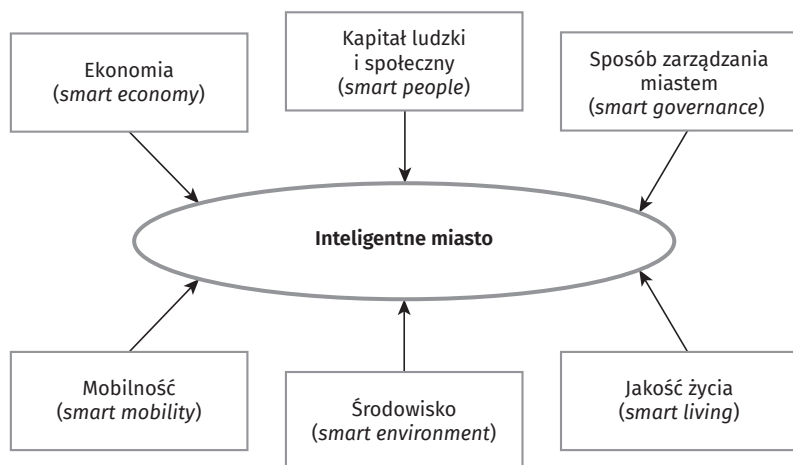 Ekonomia
(smart economy)
Kapitał ludzki
i społeczny
(smart people)
Sposób zarządzania
miastem
(smart governance)
Inteligentne miasto
Mobilność
(smart mobility)
Środowisko
(smart environment)
Jakość życia
(smart living)